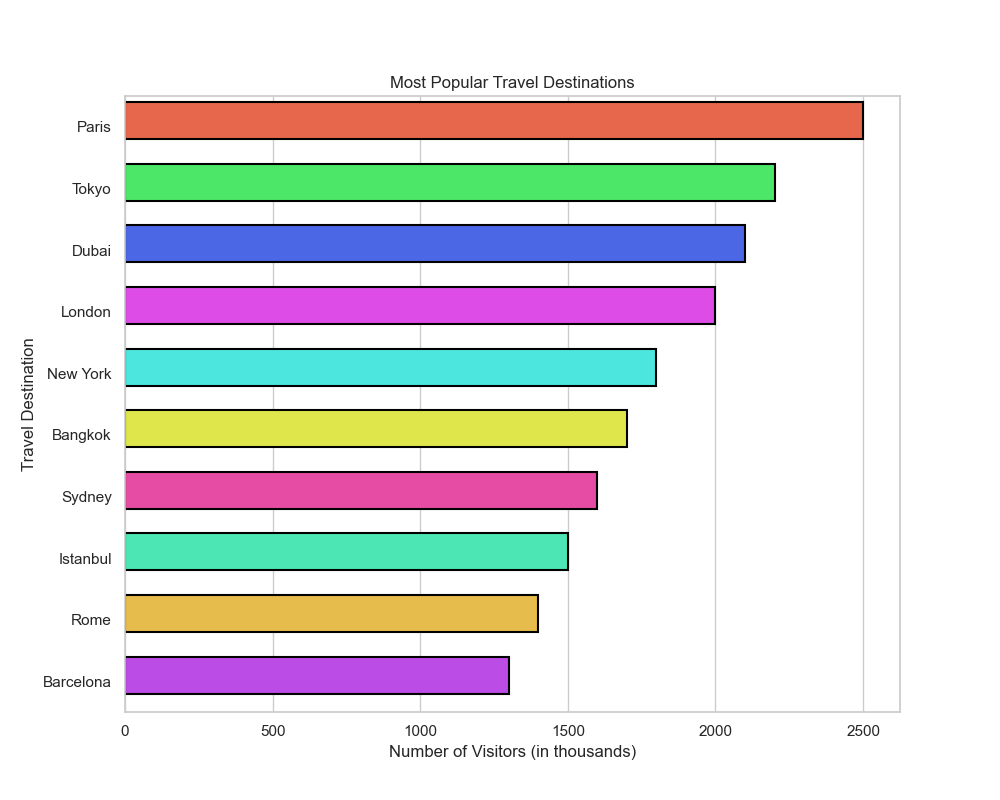 Most Popular Travel Destinations
Travel Destination
Paris
Tokyo
Dubai
London
New York
Bangkok
Sydney
Istanbul
Rome
Barcelona
0 500 1000 1500 2000 2500
Number of Visitors (in thousands)